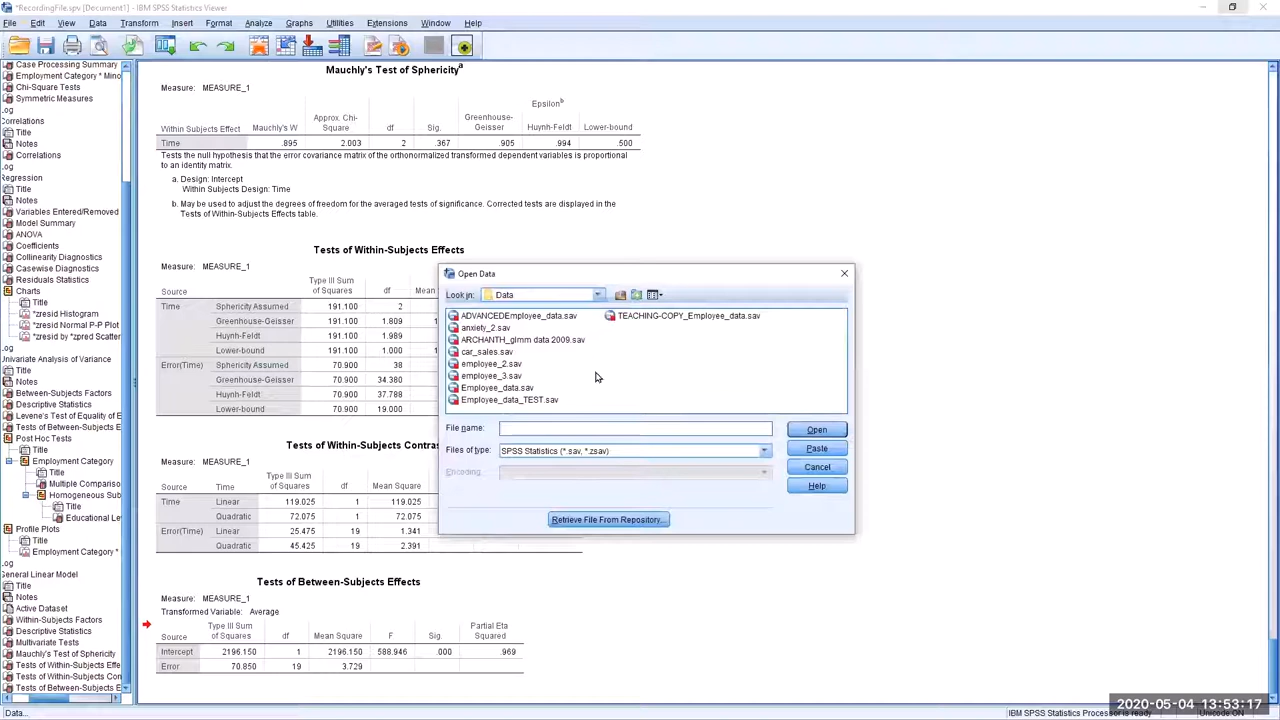 *RecordingFile.spv [Document1] - IBM SPSS Statistics Viewer
File Edit View Data Transform Insert Format Analyze Graphs Utilities Extensions Window Help
Case Processing Summary
Employment Category * Mino
Chi-Square Tests
Symmetric Measures
Log
Correlations
Title
Notes
Correlations
Log
Regression
Title
Notes
Variables Entered/Removed
Model Summary
ANOVA
Coefficients
Collinearity Diagnostics
Casewise Diagnostics
Residuals Statistics
Charts
Title
*zresid Histogram
*zresid Normal P-P Plot
*zresid by *zpred Scatter
Log
Univariate Analysis of Variance
Title
Notes
Between-Subjects Factors
Descriptive Statistics
Levene's Test of Equality of E
Tests of Between-Subjects E
Post Hoc Tests
Title
Employment Category
Title
Multiple Compariso
Homogeneous Sub
Title
Educational Le
Profile Plots
Title
Employment Category *
Log
General Linear Model
Title
Notes
Active Dataset
Within-Subjects Factors
Descriptive Statistics
Multivariate Tests
Mauchly's Test of Sphericity
Tests of Within-Subjects Effe
Tests of Within-Subjects Con
Tests of Between-Subjects E
Mauchly's Test of Sphericity a
Measure: MEASURE_1
Epsilon b
Within Subjects Effect Mauchly's W Approx. Chi-Square df Sig. Greenhouse-Geisser Huynh-Feldt Lower-bound
Time .895 2.003 2 .367 .905 .994 .500
Tests the null hypothesis that the error covariance matrix of the orthonormalized transformed dependent variables is proportional
to an identity matrix.
a. Design: Intercept
Within Subjects Design: Time
b. May be used to adjust the degrees of freedom for the averaged tests of significance. Corrected tests are displayed in the
Tests of Within-Subjects Effects table.
Tests of Within-Subjects Effects
Measure: MEASURE_1
Source Type III Sum of Squares df
Time Sphericity Assumed 191.100 2
Greenhouse-Geisser 191.100 1.809
Huynh-Feldt 191.100 1.989
Lower-bound 191.100 1.000
Error(Time) Sphericity Assumed 70.900 38
Greenhouse-Geisser 70.900 34.380
Huynh-Feldt 70.900 37.788
Lower-bound 70.900 19.000
Tests of Within-Subjects Contras
Measure: MEASURE_1
Source Time Type III Sum of Squares df Mean Square
Time Linear 119.025 1 119.025
Quadratic 72.075 1 72.075
Error(Time) Linear 25.475 19 1.341
Quadratic 45.425 19 2.391
Tests of Between-Subjects Effects
Measure: MEASURE_1
Transformed Variable: Average
Source Type III Sum of Squares df Mean Square F Sig. Partial Eta Squared
Intercept 2196.150 1 2196.150 588.946 .000 .969
Error 70.850 19 3.729
Open Data
Look in: Data
ADVANCEDEmployee_data.sav
anxiety_2.sav
ARCHANTH_glmm data 2009.sav
car_sales.sav
employee_2.sav
employee_3.sav
Employee_data.sav
Employee_data_TEST.sav
TEACHING-COPY_Employee_data.sav
File name:
Open
Files of type: SPSS Statistics (*.sav, *.zsav)
Paste
Encoding:
Cancel
Help
Retrieve File From Repository...
Data...
IBM SPSS Statistics Processor is ready
Unicode:ON
2020-05-04 13:53:17